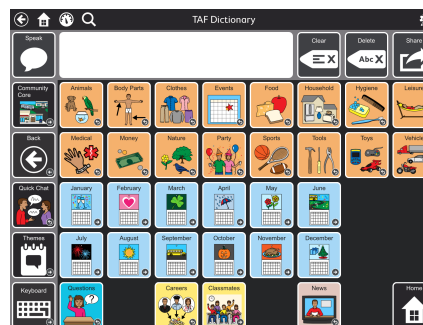 TAF Dictionary
Speak
Clear
X
Delete
Abc X
Share
Community
Core
Animals
Body Parts
Clothes
Events
Food
Household
Hygiene
Leisure
Back
Medical
Money
Nature
Party
Sports
Tools
Toys
Vehicle
Quick Chat
January
February
March
April
May
June
Themes
July
August
September
October
November
December
Keyboard
Questions
Careers
Classmates
News
Home